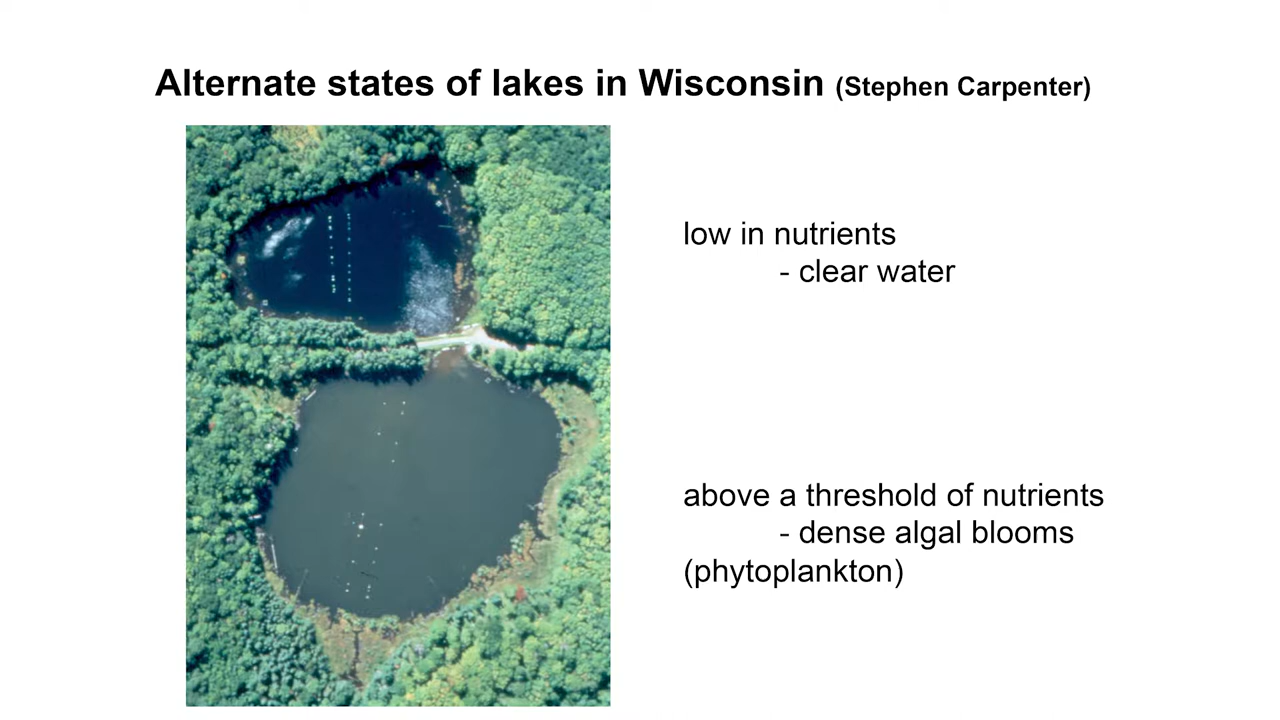 Alternate states of lakes in Wisconsin (Stephen Carpenter)
low in nutrients
- clear water
above a threshold of nutrients
- dense algal blooms
(phytoplankton)